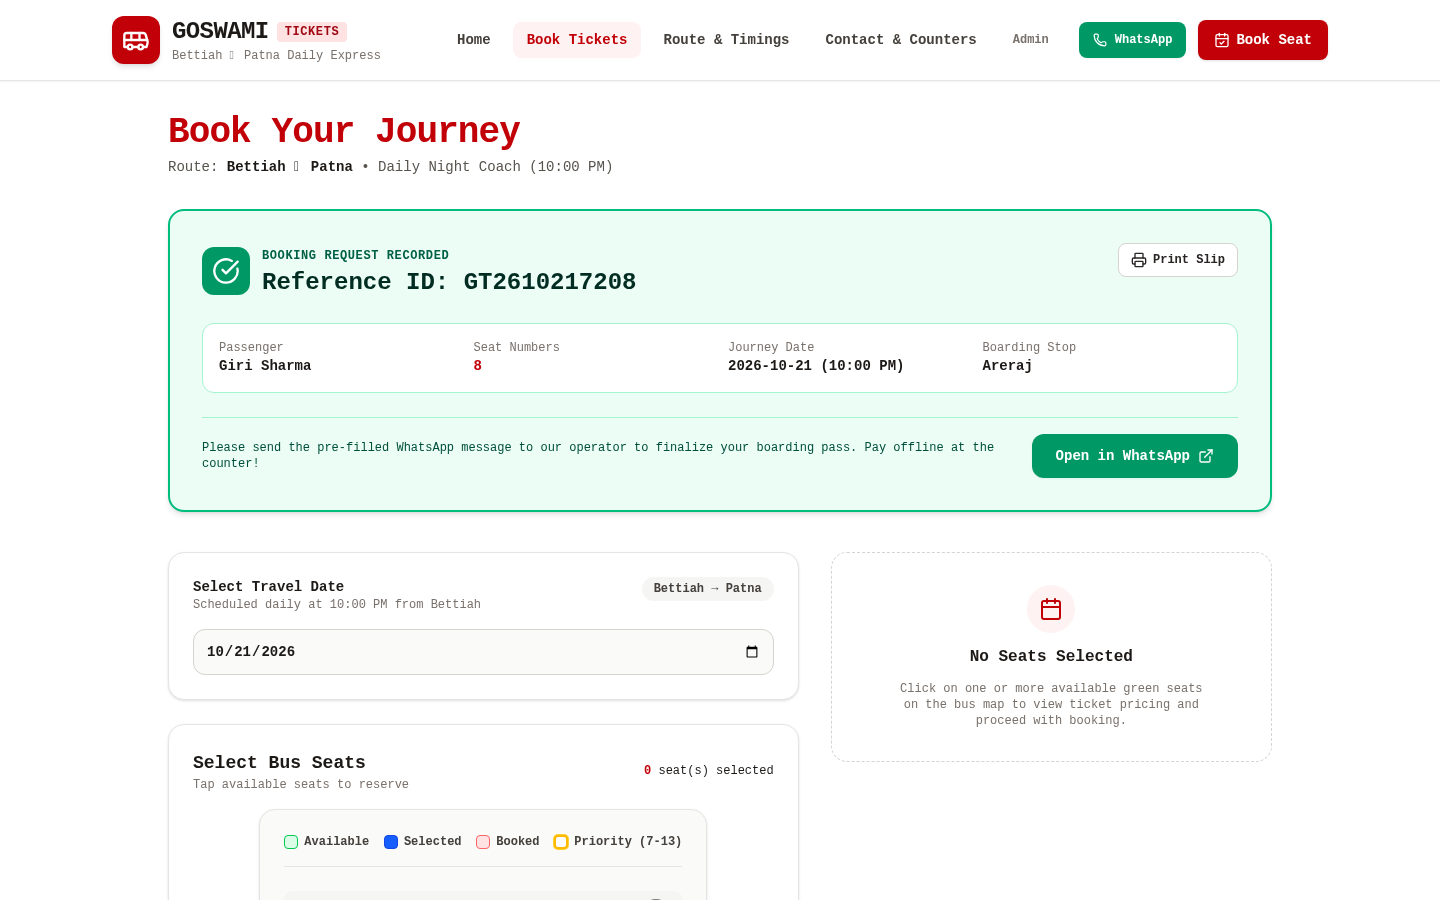 GOSWAMI TICKETS
Bettiah Patna Daily Express
Home
Book Tickets
Route & Timings
Contact & Counters
Admin
WhatsApp
Book Seat
Book Your Journey
Route: Bettiah Patna • Daily Night Coach (10:00 PM)
BOOKING REQUEST RECORDED
Reference ID: GT2610217208
Print Slip
Passenger
Giri Sharma
Seat Numbers
8
Journey Date
2026-10-21 (10:00 PM)
Boarding Stop
Areraj
Please send the pre-filled WhatsApp message to our operator to finalize your boarding pass. Pay offline at the
counter!
Open in WhatsApp
Select Travel Date
Scheduled daily at 10:00 PM from Bettiah
Bettiah → Patna
10/21/2026
No Seats Selected
Click on one or more available green seats
on the bus map to view ticket pricing and
proceed with booking.
Select Bus Seats
Tap available seats to reserve
0 seat(s) selected
Available
Selected
Booked
Priority (7-13)